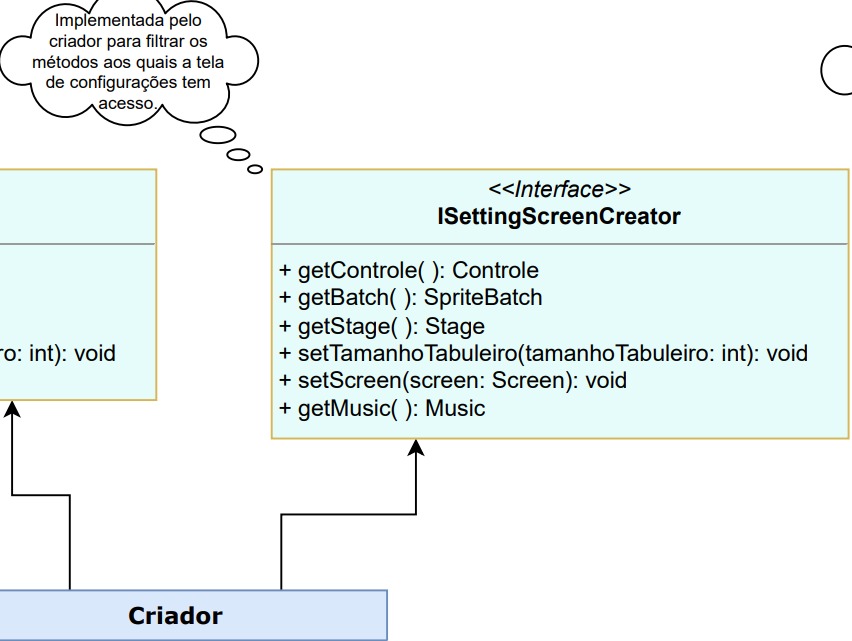 Implementada pelo
criador para filtrar os
métodos aos quais a tela
de configurações tem
acesso.
<<Interface>>
ISettingScreenCreator
+ getControle( ): Controle
+ getBatch( ): SpriteBatch
+ getStage( ): Stage
+ setTamanhoTabuleiro(tamanhoTabuleiro: int): void
+ setScreen(screen: Screen): void
+ getMusic( ): Music
ro: int): void
Criador